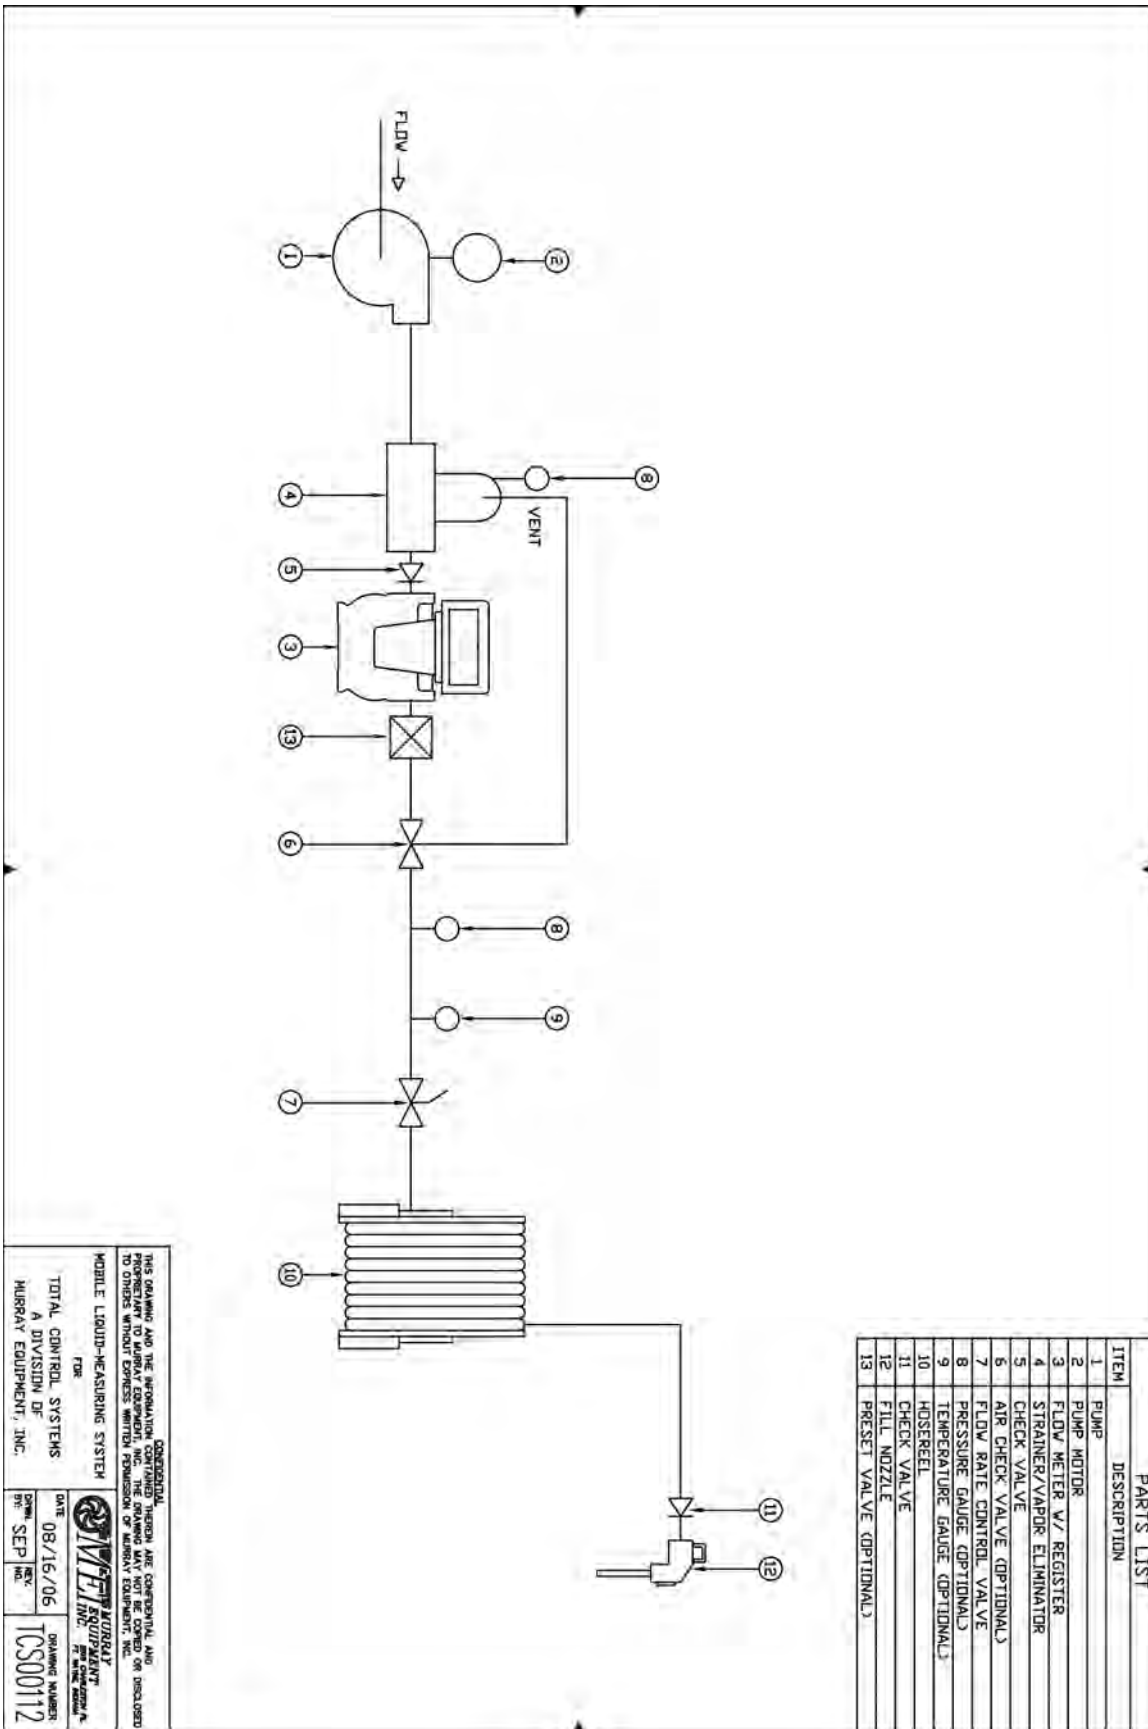 FLOW
1
2
4
8
VENT
5
3
13
6
8
9
7
10
11
12
PARTS LIST
ITEM DESCRIPTION
1 PUMP
2 PUMP MOTOR
3 FLOW METER W/ REGISTER
4 STRAINER/VAPOR ELIMINATOR
5 CHECK VALVE
6 AIR CHECK VALVE (OPTIONAL)
7 FLOW RATE CONTROL VALVE
8 PRESSURE GAUGE (OPTIONAL)
9 TEMPERATURE GAUGE (OPTIONAL)
10 HOSEREEL
11 CHECK VALVE
12 FILL NOZZLE
13 PRESET VALVE (OPTIONAL)
CONFIDENTIAL
THIS DRAWING AND THE INFORMATION CONTAINED THEREIN ARE CONFIDENTIAL AND
PROPRIETARY TO MURRAY EQUIPMENT, INC. THE DRAWING MAY NOT BE COPIED OR DISCLOSED
TO OTHERS WITHOUT EXPRESS WRITTEN PERMISSION OF MURRAY EQUIPMENT, INC.
MOBILE LIQUID-MEASURING SYSTEM
FOR
TOTAL CONTROL SYSTEMS
A DIVISION OF
MURRAY EQUIPMENT, INC.
MURRAY
EQUIPMENT
INC.
DATE
08/16/06
DRWN. BY: SEP
REV. NO.
DRAWING NUMBER
TCS00112